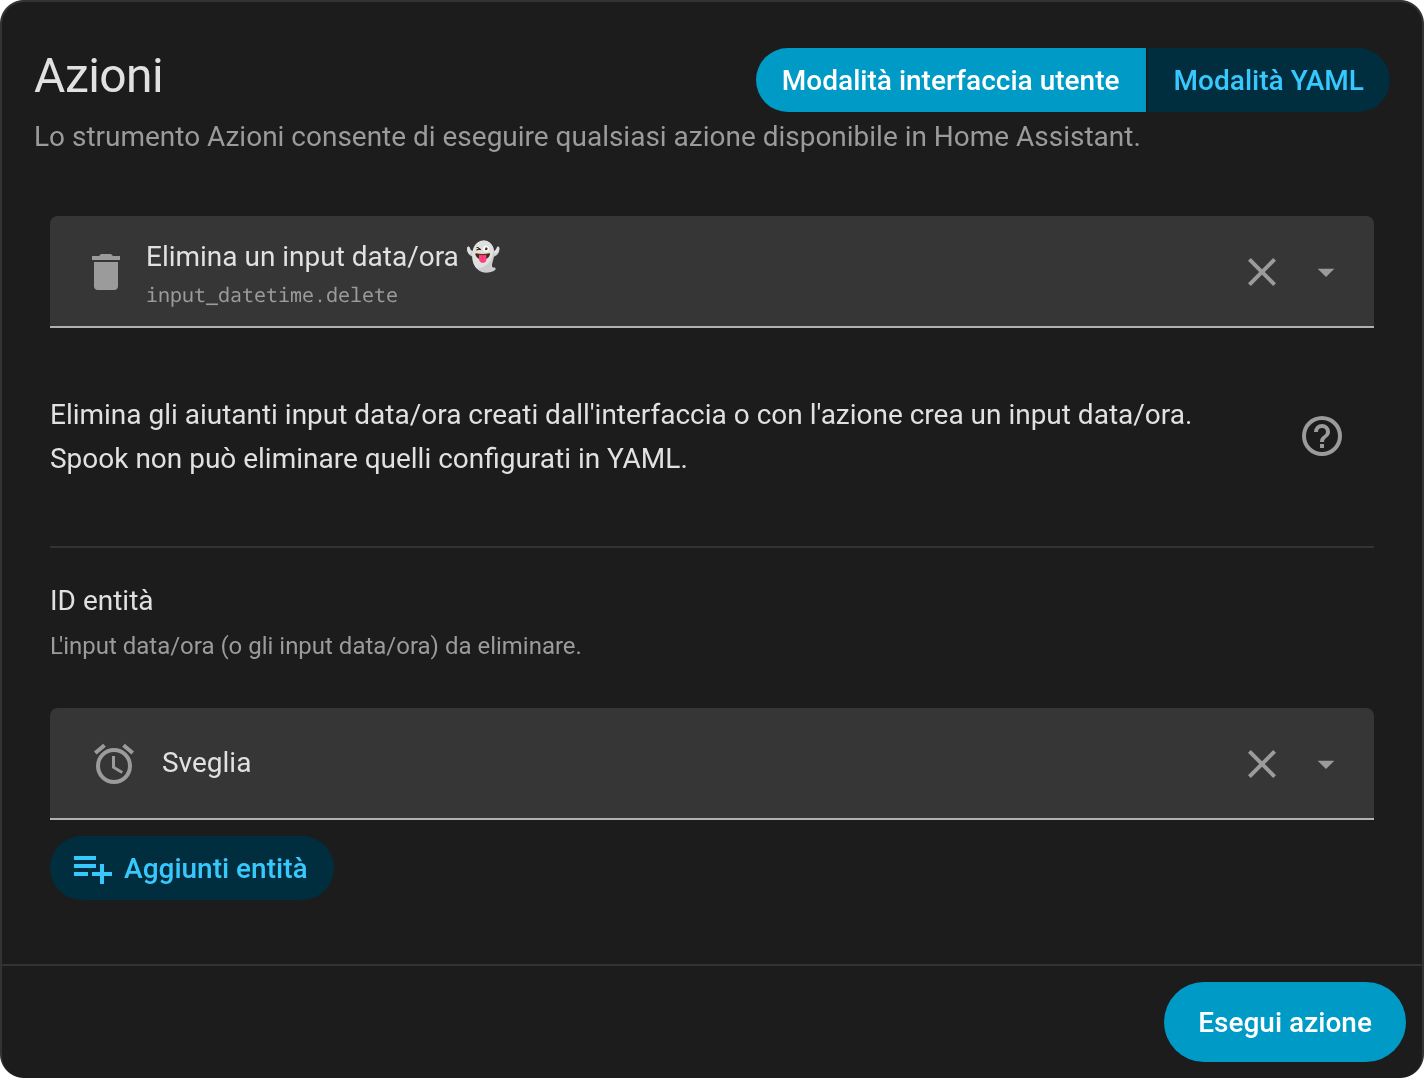 Azioni
Modalità interfaccia utente
Modalità YAML
Lo strumento Azioni consente di eseguire qualsiasi azione disponibile in Home Assistant.
Elimina un input data/ora 👻
input_datetime.delete
Elimina gli aiutanti input data/ora creati dall'interfaccia o con l'azione crea un input data/ora.
Spook non può eliminare quelli configurati in YAML.
ID entità
L'input data/ora (o gli input data/ora) da eliminare.
Sveglia
Aggiunti entità
Esegui azione